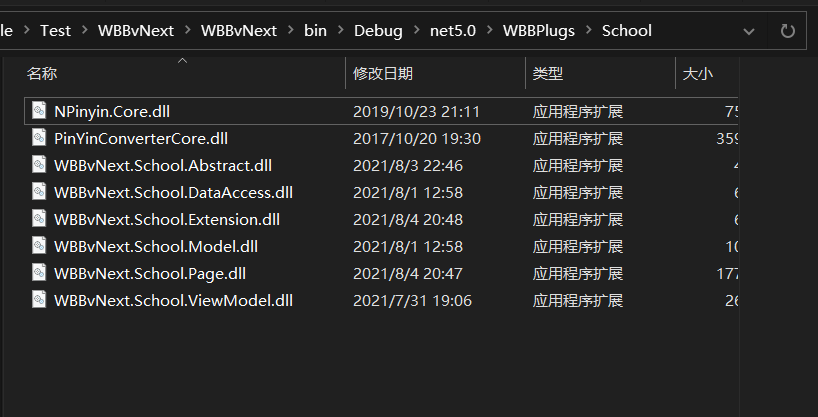 le > Test > WBBvNext > WBBvNext > bin > Debug > net5.0 > WBBPlugs > School
名称 修改日期 类型 大小
NPinyin.Core.dll 2019/10/23 21:11 应用程序扩展 75
PinYinConverterCore.dll 2017/10/20 19:30 应用程序扩展 359
WBBvNext.School.Abstract.dll 2021/8/3 22:46 应用程序扩展 4
WBBvNext.School.DataAccess.dll 2021/8/1 12:58 应用程序扩展 6
WBBvNext.School.Extension.dll 2021/8/4 20:48 应用程序扩展 6
WBBvNext.School.Model.dll 2021/8/1 12:58 应用程序扩展 10
WBBvNext.School.Page.dll 2021/8/4 20:47 应用程序扩展 177
WBBvNext.School.ViewModel.dll 2021/7/31 19:06 应用程序扩展 26